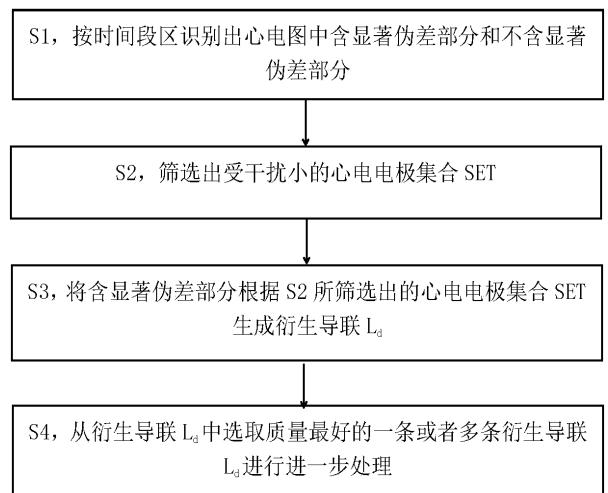 S1，按时间段区识别出心电图中含显著伪差部分和不含显著
伪差部分
S2，筛选出受干扰小的心电电极集合 SET
S3，将含显著伪差部分根据 S2 所筛选出的心电电极集合 SET
生成衍生导联 Ld
S4，从衍生导联 Ld中选取质量最好的一条或者多条衍生导联
Ld进行进一步处理